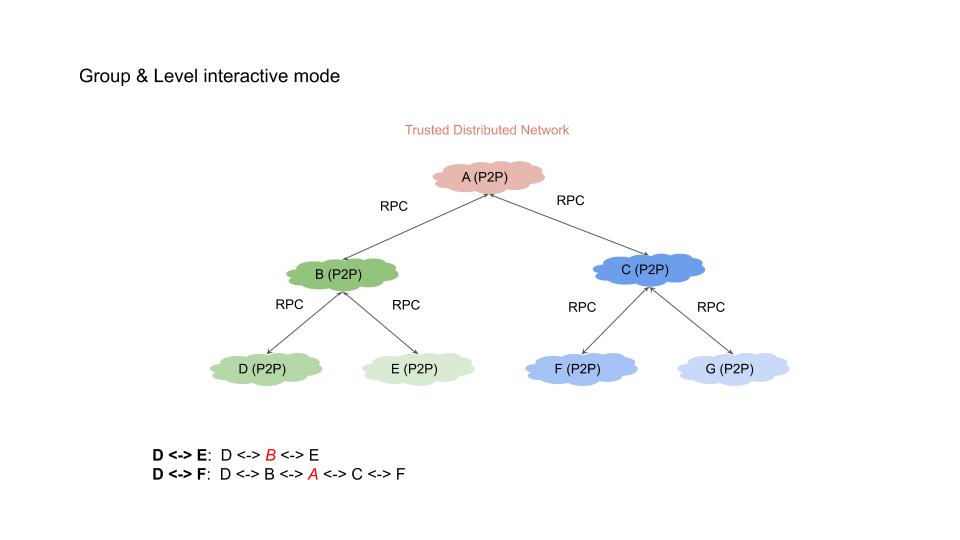 Group & Level interactive mode
Trusted Distributed Network
A (P2P)
RPC
RPC
B (P2P)
C (P2P)
RPC
RPC
RPC
RPC
D (P2P)
E (P2P)
F (P2P)
G (P2P)
D <-> E: D <-> B <-> E
D <-> F: D <-> B <-> A <-> C <-> F